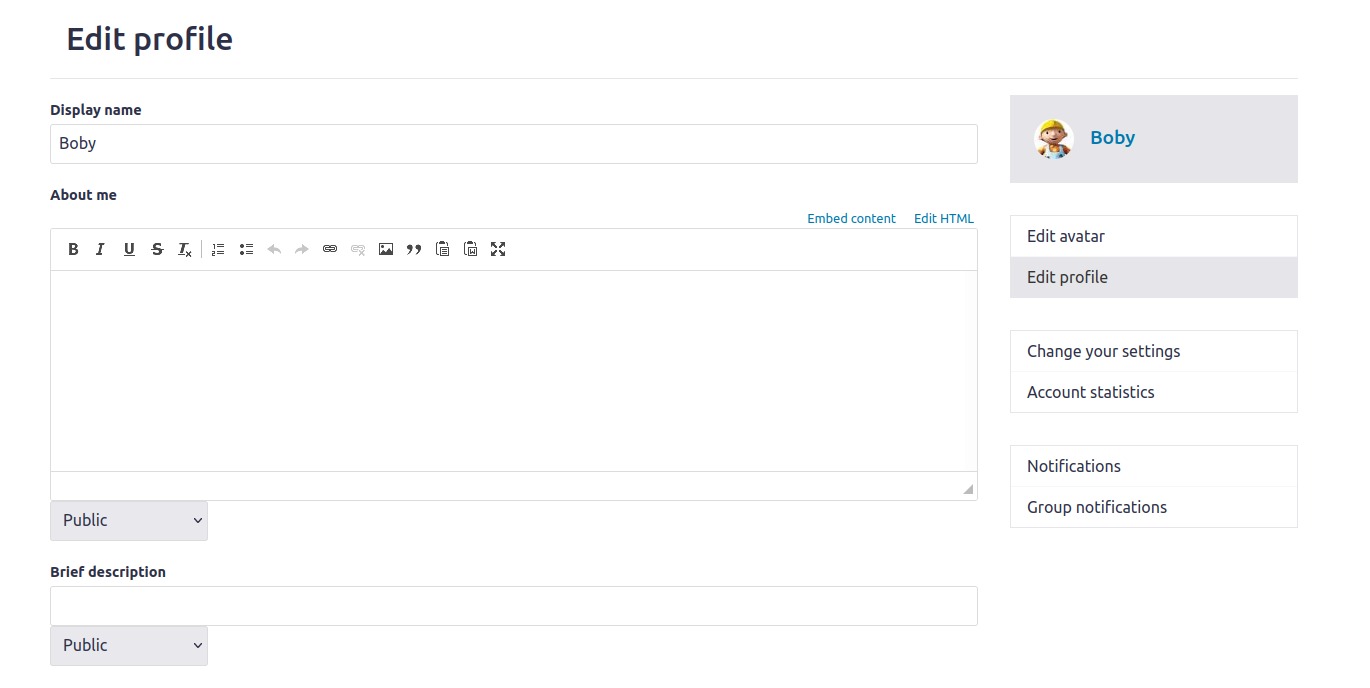 Edit profile
Display name
Boby
About me
Embed content Edit HTML
Public
Brief description
Public
Boby
Edit avatar
Edit profile
Change your settings
Account statistics
Notifications
Group notifications